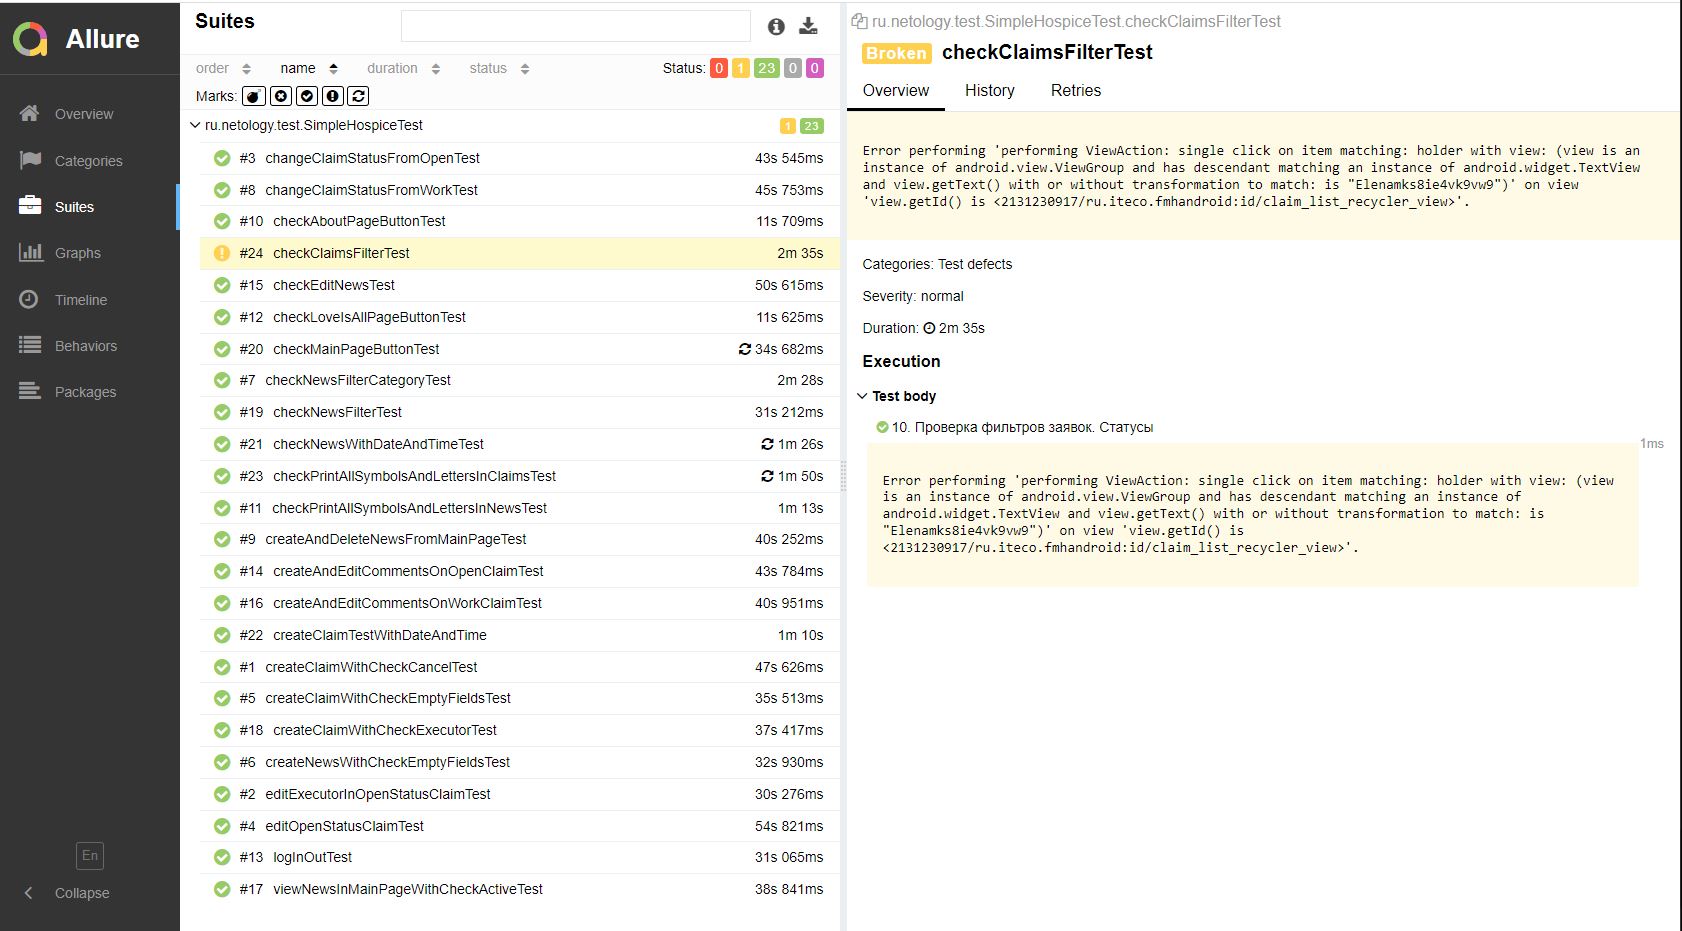 Allure
Overview
Categories
Suites
Graphs
Timeline
Behaviors
Packages
En
Collapse
Suites
order name duration status Status: 0 1 23 0 0
Marks:
ru.netology.test.SimpleHospiceTest 1 23
#3 changeClaimStatusFromOpenTest 43s 545ms
#8 changeClaimStatusFromWorkTest 45s 753ms
#10 checkAboutPageButtonTest 11s 709ms
#24 checkClaimsFilterTest 2m 35s
#15 checkEditNewsTest 50s 615ms
#12 checkLoveIsAllPageButtonTest 11s 625ms
#20 checkMainPageButtonTest 34s 682ms
#7 checkNewsFilterCategoryTest 2m 28s
#19 checkNewsFilterTest 31s 212ms
#21 checkNewsWithDateAndTimeTest 1m 26s
#23 checkPrintAllSymbolsAndLettersInClaimsTest 1m 50s
#11 checkPrintAllSymbolsAndLettersInNewsTest 1m 13s
#9 createAndDeleteNewsFromMainPageTest 40s 252ms
#14 createAndEditCommentsOnOpenClaimTest 43s 784ms
#16 createAndEditCommentsOnWorkClaimTest 40s 951ms
#22 createClaimTestWithDateAndTime 1m 10s
#1 createClaimWithCheckCancelTest 47s 626ms
#5 createClaimWithCheckEmptyFieldsTest 35s 513ms
#18 createClaimWithCheckExecutorTest 37s 417ms
#6 createNewsWithCheckEmptyFieldsTest 32s 930ms
#2 editExecutorInOpenStatusClaimTest 30s 276ms
#4 editOpenStatusClaimTest 54s 821ms
#13 logInOutTest 31s 065ms
#17 viewNewsInMainPageWithCheckActiveTest 38s 841ms
ru.netology.test.SimpleHospiceTest.checkClaimsFilterTest
Broken checkClaimsFilterTest
Overview History Retries
Error performing 'performing ViewAction: single click on item matching: holder with view: (view is an
instance of android.view.ViewGroup and has descendant matching an instance of android.widget.TextView
and view.getText() with or without transformation to match: is "Elenamks8ie4vk9vw9")' on view
'view.getId() is <2131230917/ru.iteco.fmhandroid:id/claim_list_recycler_view>'.
Categories: Test defects
Severity: normal
Duration: 2m 35s
Execution
Test body
10. Проверка фильтров заявок. Статусы
1ms
Error performing 'performing ViewAction: single click on item matching: holder with view: (view
is an instance of android.view.ViewGroup and has descendant matching an instance of
android.widget.TextView and view.getText() with or without transformation to match: is
"Elenamks8ie4vk9vw9")' on view 'view.getId() is
<2131230917/ru.iteco.fmhandroid:id/claim_list_recycler_view>'.